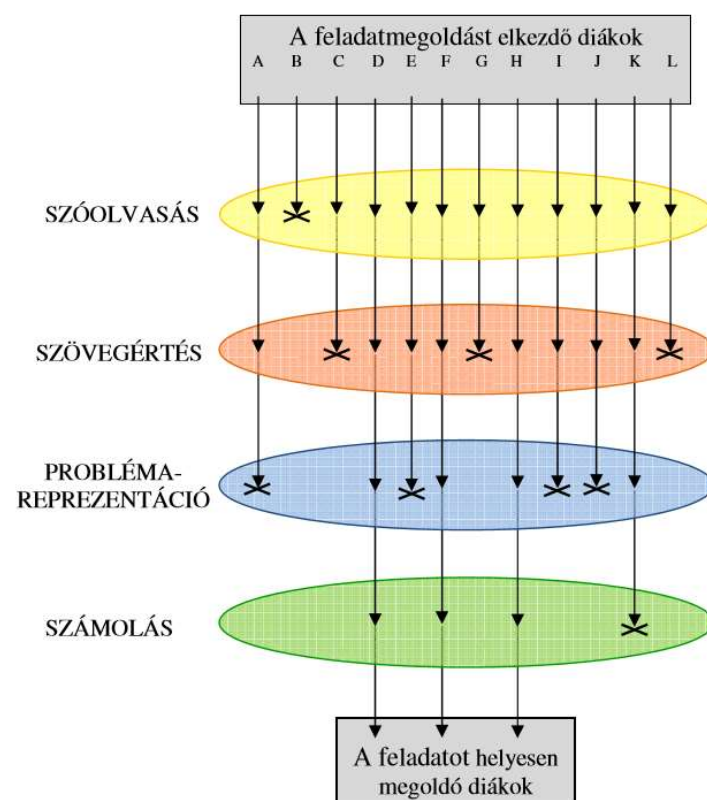 A feladatmegoldást elkezdő diákok
A B C D E F G H I J K L
SZÓOLVASÁS
SZÖVEGÉRTÉS
PROBLÉMA-
REPREZENTÁCIÓ
SZÁMOLÁS
A feladatot helyesen
megoldó diákok